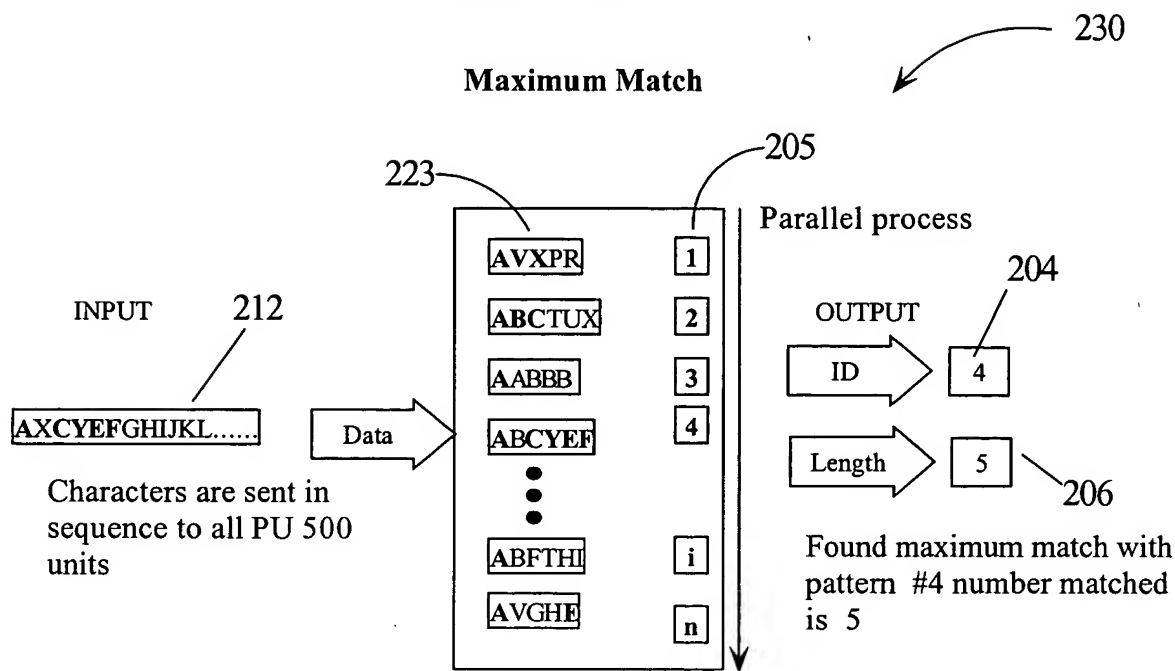 230
Maximum Match
205
223
Parallel process
AVXPR 1
INPUT 212
ABCTUX 2
OUTPUT 204
AABBB 3
ID 4
AXCYEFGHIJKL......
Data
ABCYEF 4
Length 5
206
Characters are sent in
sequence to all PU 500
units
Found maximum match with
pattern #4 number matched
is 5
ABFTHI i
AVGHE n